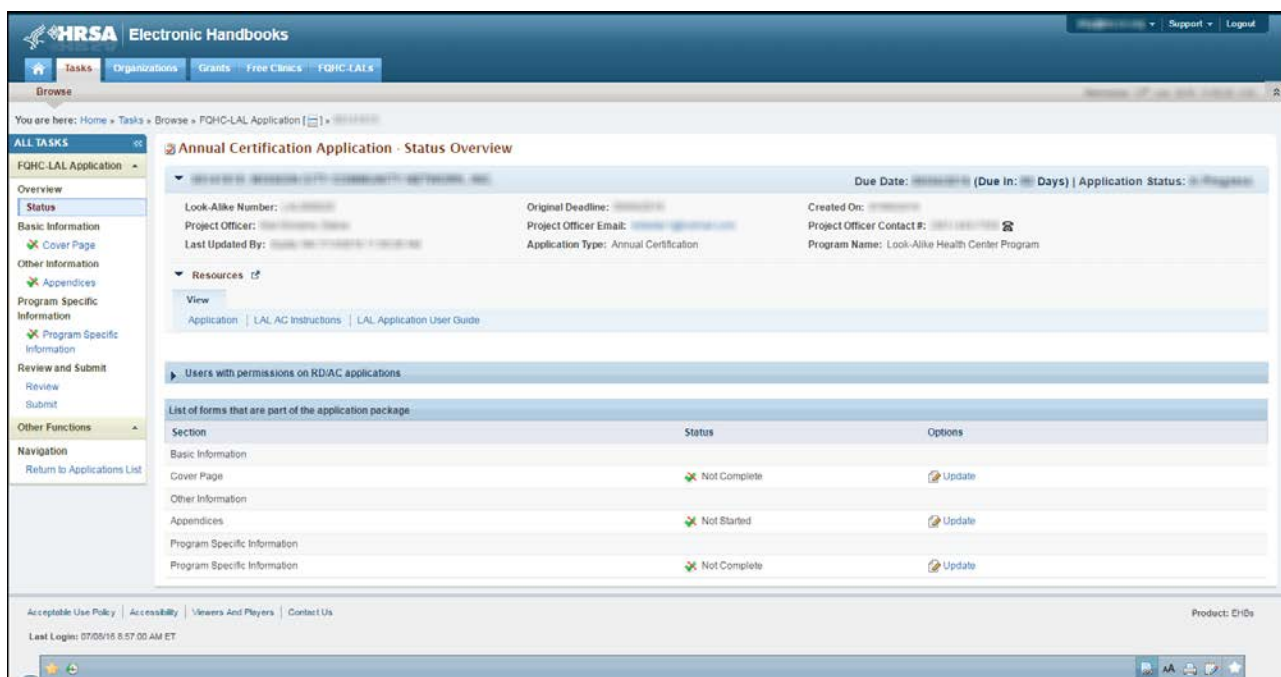 HRSA Electronic Handbooks
Support Logout
Tasks Organizations Grants Free Clinics FQHC-LALs
Browse
You are here: Home » Tasks » Browse » FQHC-LAL Application [ ] »
ALL TASKS «
FQHC-LAL Application
Overview
Status
Basic Information
Cover Page
Other Information
Appendices
Program Specific
Information
Program Specific
Information
Review and Submit
Review
Submit
Other Functions
Navigation
Return to Applications List
Annual Certification Application - Status Overview
Due Date: (Due In: Days) | Application Status:
Look-Alike Number: Original Deadline: Created On:
Project Officer: Project Officer Email: Project Officer Contact #:
Last Updated By: Application Type: Annual Certification Program Name: Look-Alike Health Center Program
Resources
View
Application | LAL AC Instructions | LAL Application User Guide
Users with permissions on RD/AC applications
List of forms that are part of the application package
Section Status Options
Basic Information
Cover Page Not Complete Update
Other Information
Appendices Not Started Update
Program Specific Information
Program Specific Information Not Complete Update
Acceptable Use Policy | Accessibility | Viewers And Players | Contact Us Product: EHBs
Last Login: 07/08/16 8:57:00 AM ET
AA